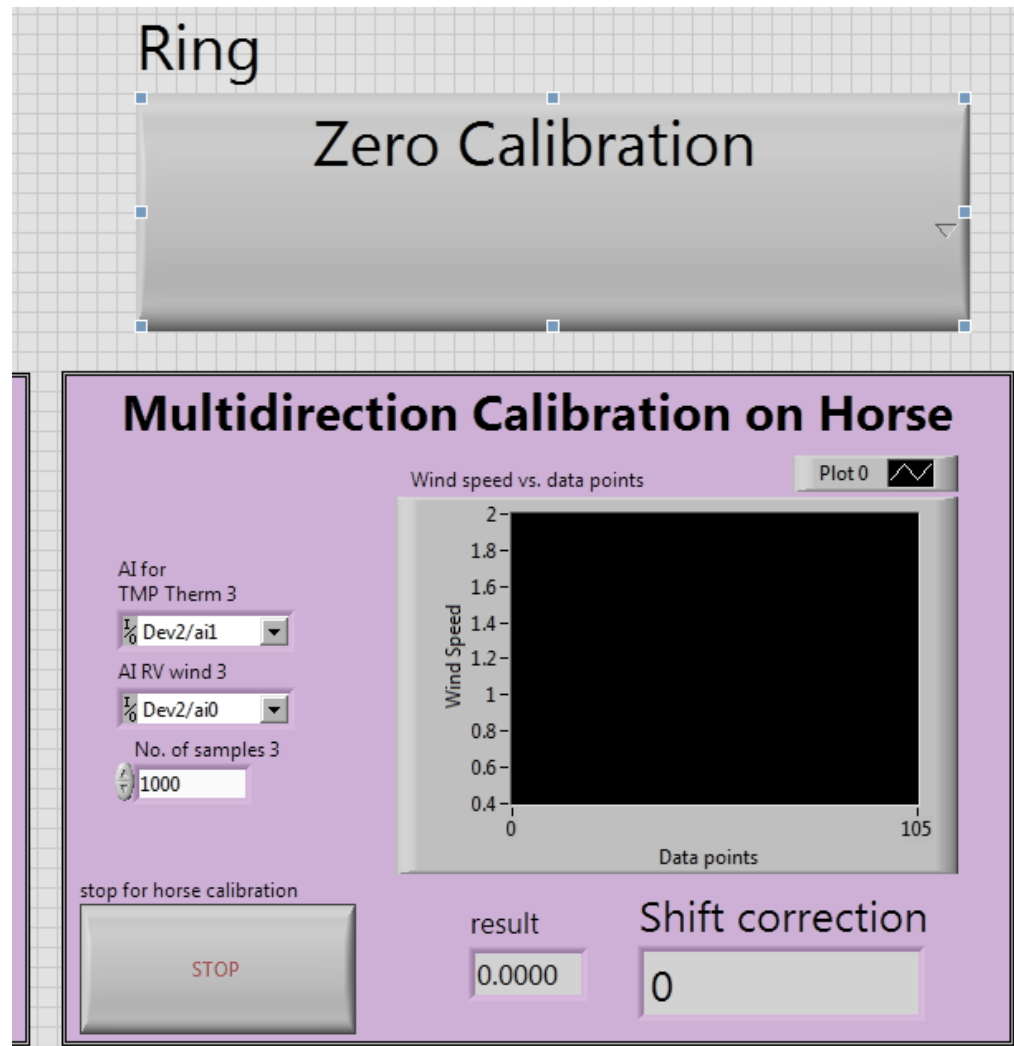 Ring
Zero Calibration
Multidirection Calibration on Horse
Wind speed vs. data points
Plot 0
AI for
TMP Therm 3
Dev2/ai1
AI RV wind 3
Dev2/ai0
No. of samples 3
1000
Wind Speed
2
1.8
1.6
1.4
1.2
1
0.8
0.6
0.4
0
105
Data points
stop for horse calibration
STOP
result
0.0000
Shift correction
0